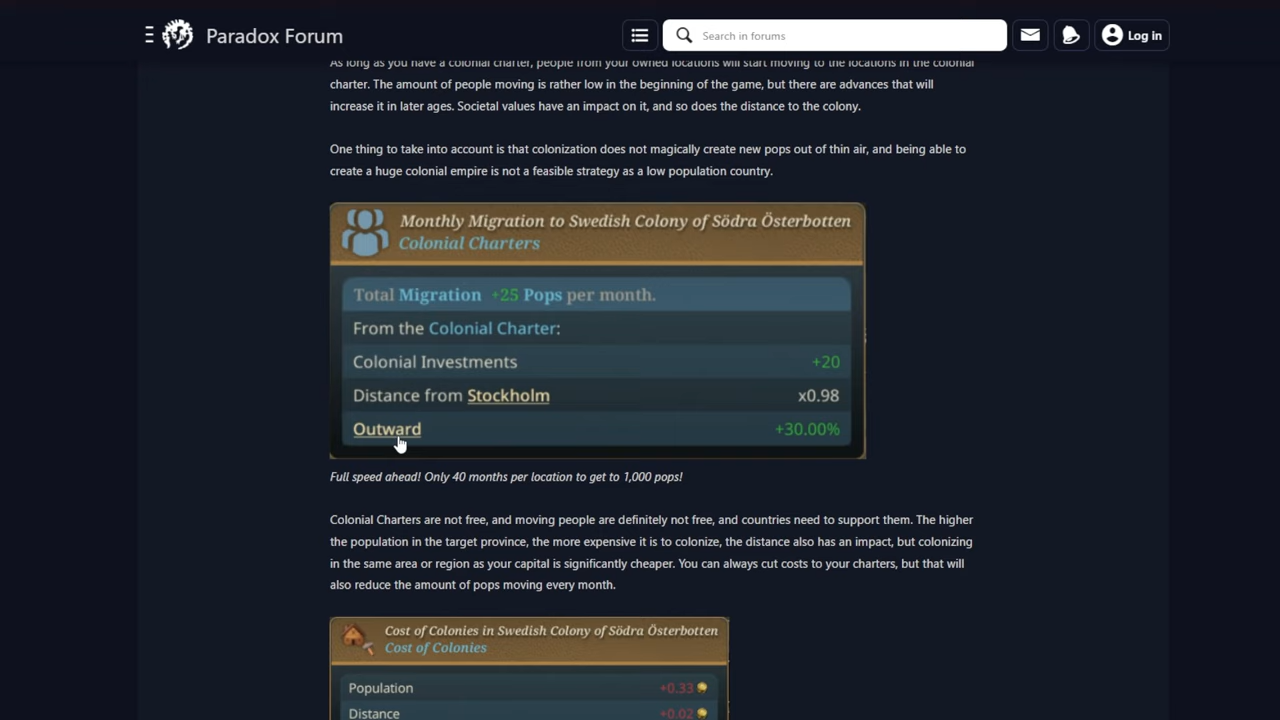 Paradox Forum
Search in forums
Log in
As long as you have a colonial charter, people from your owned locations will start moving to the locations in the colonial
charter. The amount of people moving is rather low in the beginning of the game, but there are advances that will
increase it in later ages. Societal values have an impact on it, and so does the distance to the colony.
One thing to take into account is that colonization does not magically create new pops out of thin air, and being able to
create a huge colonial empire is not a feasible strategy as a low population country.
Monthly Migration to Swedish Colony of Södra Österbotten
Colonial Charters
Total Migration +25 Pops per month.
From the Colonial Charter:
Colonial Investments +20
Distance from Stockholm x0.98
Outward +30.00%
Full speed ahead! Only 40 months per location to get to 1,000 pops!
Colonial Charters are not free, and moving people are definitely not free, and countries need to support them. The higher
the population in the target province, the more expensive it is to colonize, the distance also has an impact, but colonizing
in the same area or region as your capital is significantly cheaper. You can always cut costs to your charters, but that will
also reduce the amount of pops moving every month.
Cost of Colonies in Swedish Colony of Södra Österbotten
Cost of Colonies
Population +0.33
Distance +0.02